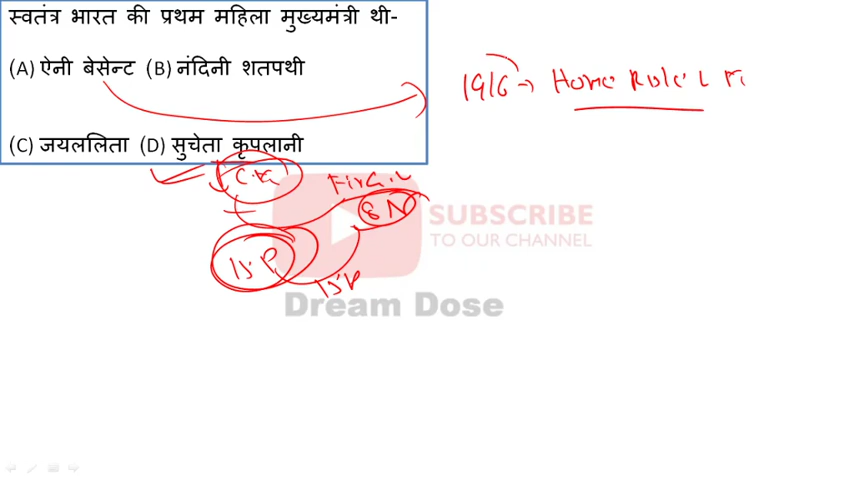 स्वतंत्र भारत की प्रथम महिला मुख्यमंत्री थी-
(A) ऐनी बेसेन्ट (B) नंदिनी शतपथी
(C) जयललिता (D) सुचेता कृपलानी
1916 → Home Rule L
SUBSCRIBE
TO OUR CHANNEL
Dream Dose